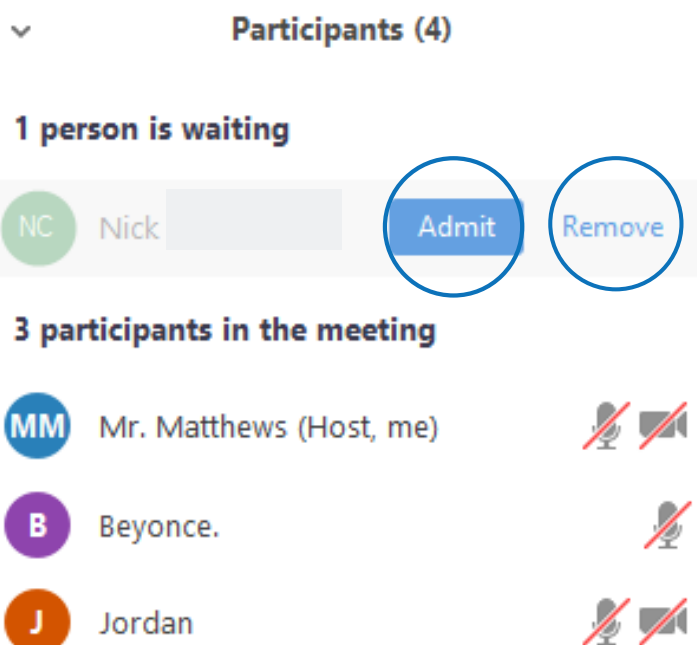 Participants (4)
1 person is waiting
NC Nick Admit Remove
3 participants in the meeting
MM Mr. Matthews (Host, me)
B Beyonce.
J Jordan